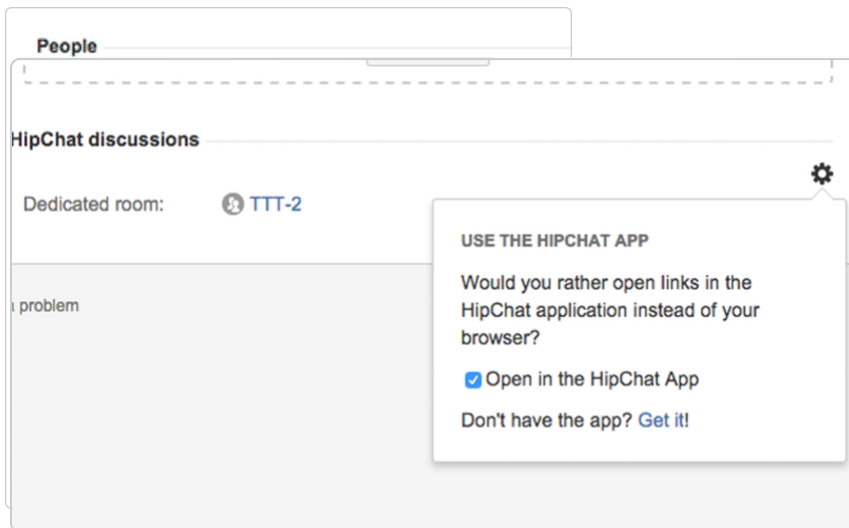 People
HipChat discussions
Dedicated room: TTT-2
USE THE HIPCHAT APP
Would you rather open links in the
HipChat application instead of your
browser?
Open in the HipChat App
Don't have the app? Get it!
problem